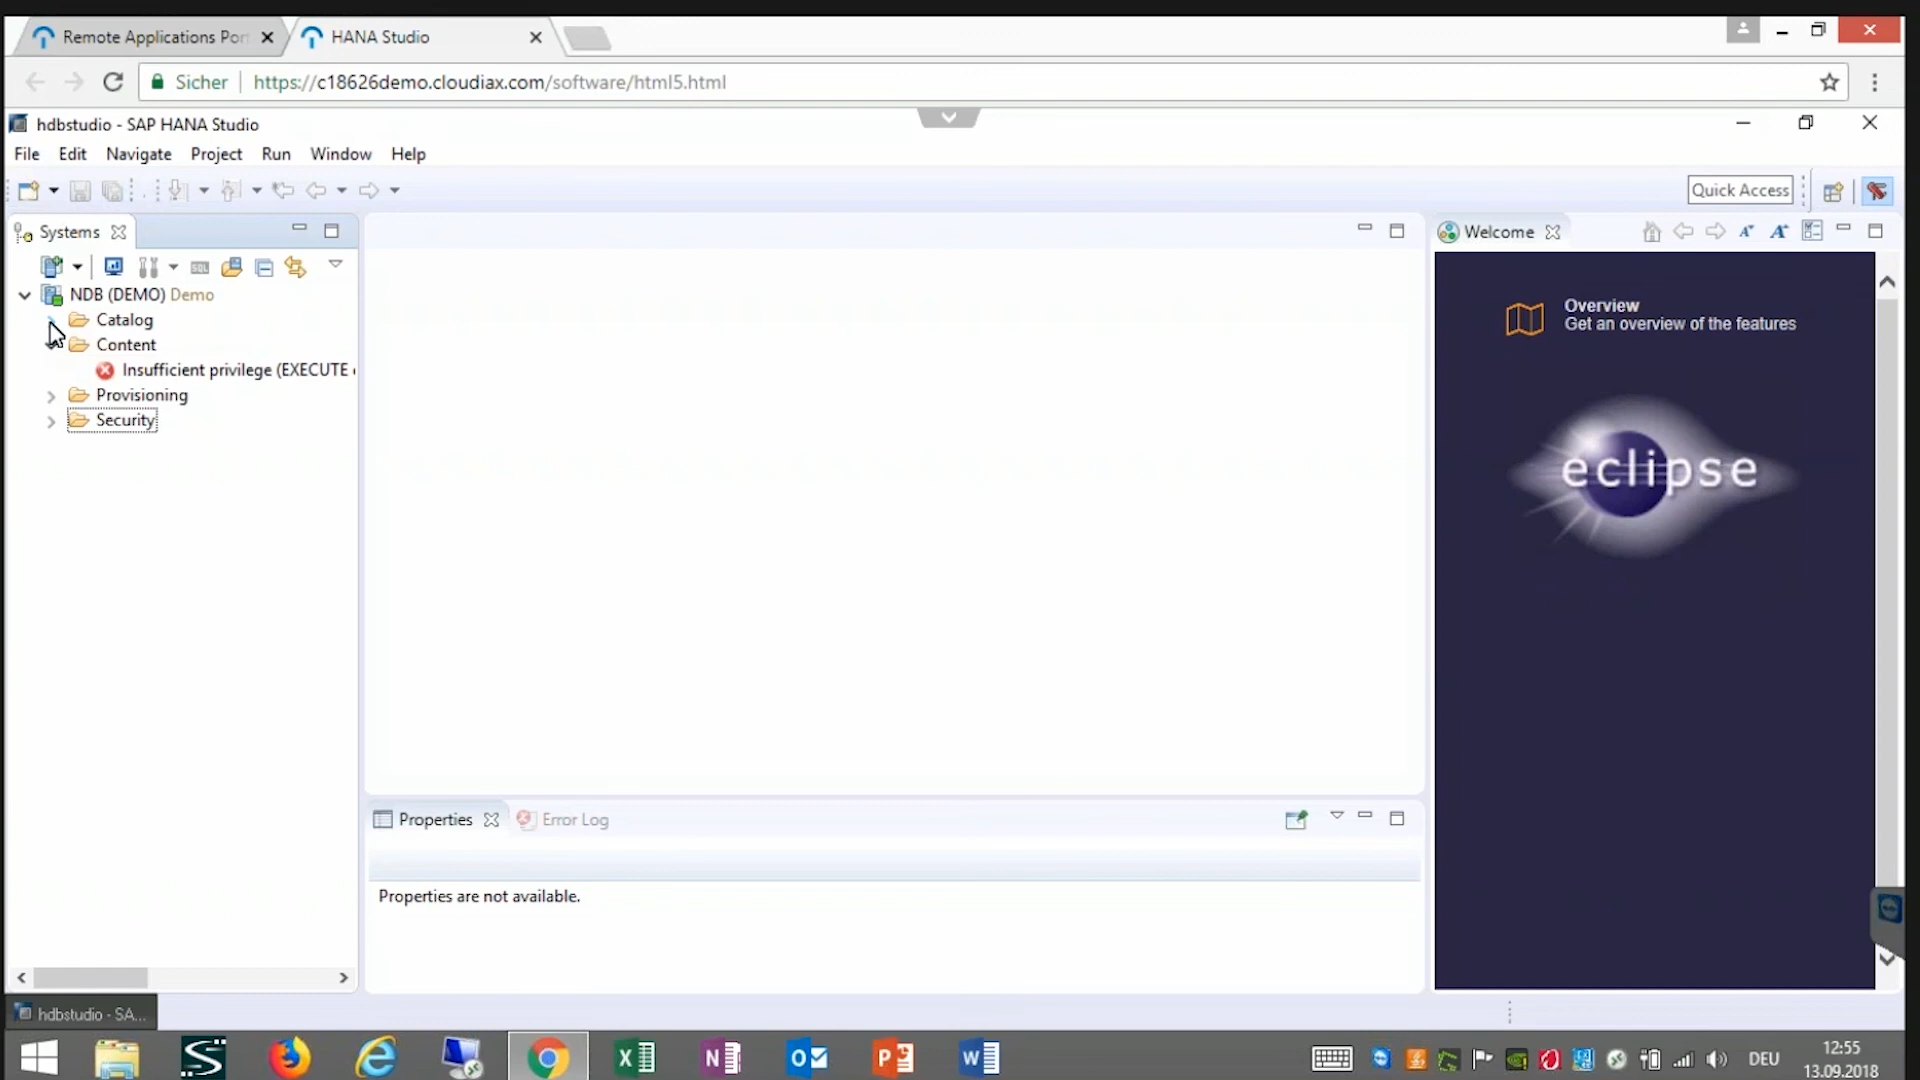 Remote Applications Por
HANA Studio
Sicher
https://c18626demo.cloudiax.com/software/html5.html
hdbstudio - SAP HANA Studio
File Edit Navigate Project Run Window Help
Quick Access
Systems
Welcome
SQL
NDB (DEMO) Demo
Catalog
Content
Insufficient privilege (EXECUTE
Provisioning
Security
Overview
Get an overview of the features
eclipse
Properties
Error Log
Properties are not available.
hdbstudio - SA...
DEU
12:55
13.09.2018